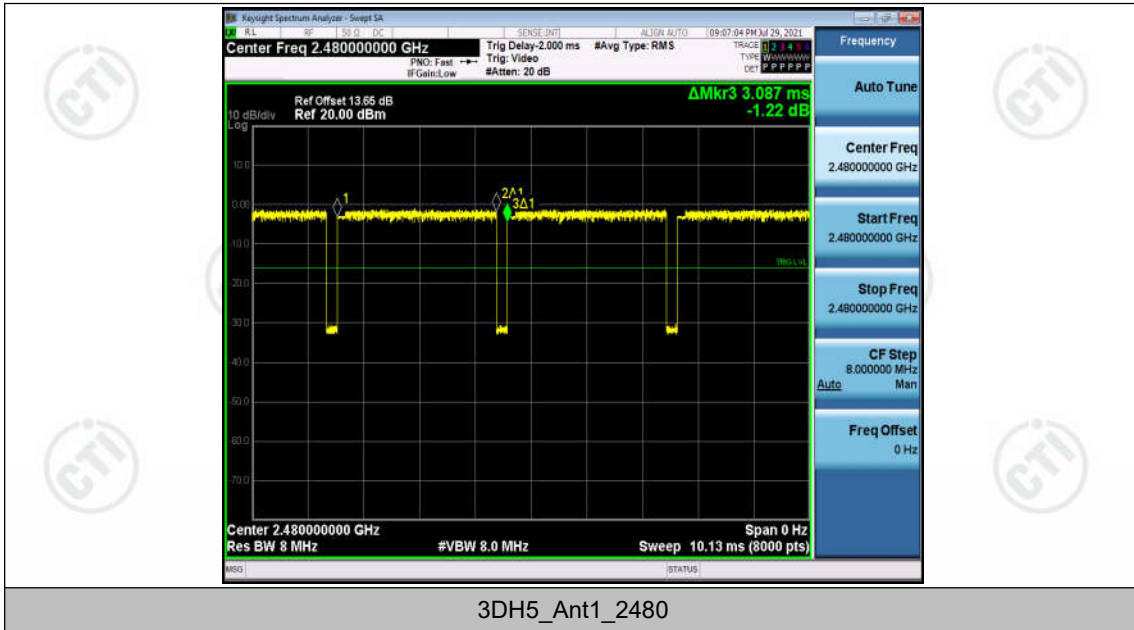 Keysight Spectrum Analyzer - Swept SA
RL RF 50 Ω DC SENSE:INT ALIGN AUTO 09:07:04 PM Jul 29, 2021
Center Freq 2.480000000 GHz
PNO: Fast
IFGain:Low
Trig Delay-2.000 ms
Trig: Video
#Atten: 20 dB
#Avg Type: RMS
TRACE 1 2 3 4 5 6
TYPE WWWWWW
DET P P P P P P
Frequency
Auto Tune
Center Freq
2.480000000 GHz
Start Freq
2.480000000 GHz
Stop Freq
2.480000000 GHz
CF Step
8.000000 MHz
Auto Man
Freq Offset
0 Hz
ΔMkr3 3.087 ms
-1.22 dB
Ref Offset 13.65 dB
10 dB/div Ref 20.00 dBm
Log
10.0
0.00
-10.0
-20.0
-30.0
-40.0
-50.0
-60.0
-70.0
1
2Δ1
3Δ1
TRIG LVL
Center 2.480000000 GHz Span 0 Hz
Res BW 8 MHz #VBW 8.0 MHz Sweep 10.13 ms (8000 pts)
MSG STATUS
3DH5_Ant1_2480
CTI
CTI
CTI
CTI